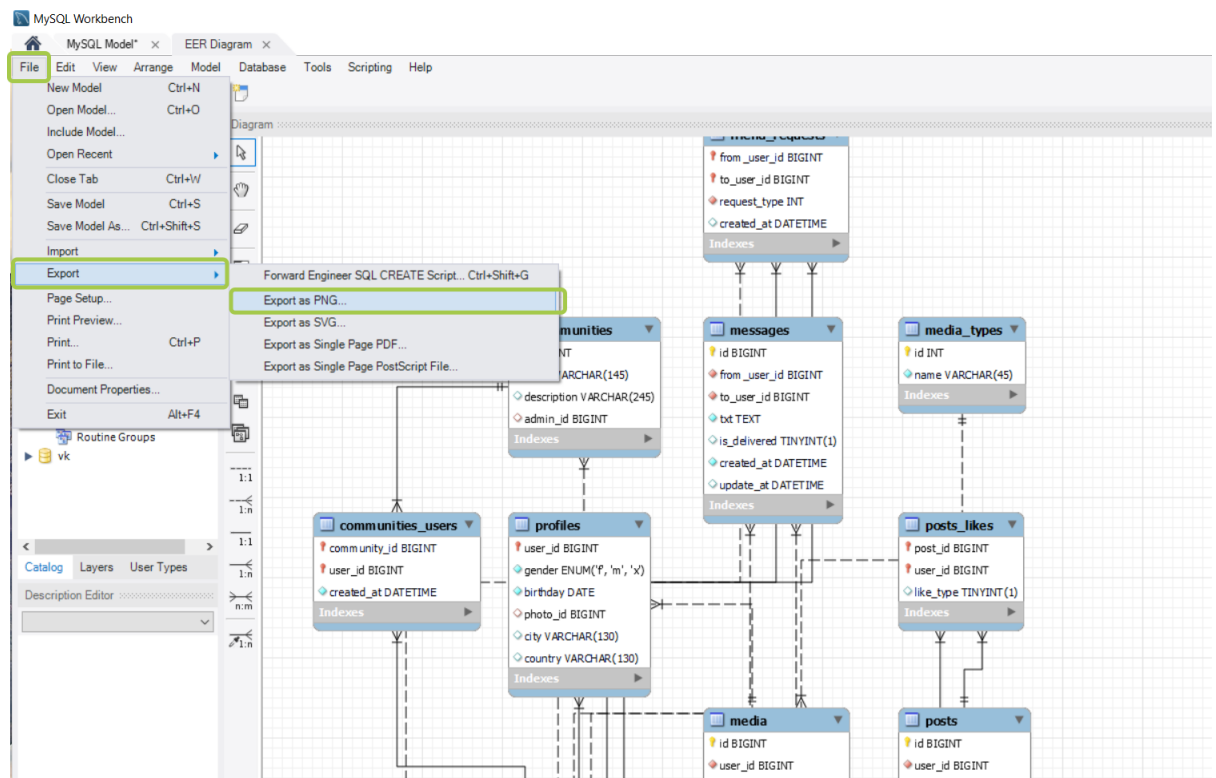 MySQL Workbench
MySQL Model* ×
EER Diagram ×
File Edit View Arrange Model Database Tools Scripting Help
New Model Ctrl+N
Open Model... Ctrl+O
Include Model...
Open Recent
Close Tab Ctrl+W
Save Model Ctrl+S
Save Model As... Ctrl+Shift+S
Import
Export
Page Setup...
Print Preview...
Print... Ctrl+P
Print to File...
Document Properties...
Exit Alt+F4
Forward Engineer SQL CREATE Script... Ctrl+Shift+G
Export as PNG...
Export as SVG...
Export as Single Page PDF...
Export as Single Page PostScript File...
Routine Groups
vk
Catalog Layers User Types
Description Editor
Diagram
1:1
1:n
1:1
1:n
n:m
1:n
from_user_id BIGINT
to_user_id BIGINT
request_type INT
created_at DATETIME
Indexes
munities
NT
ARCHAR(145)
description VARCHAR(245)
admin_id BIGINT
Indexes
messages
id BIGINT
from_user_id BIGINT
to_user_id BIGINT
txt TEXT
is_delivered TINYINT(1)
created_at DATETIME
update_at DATETIME
Indexes
media_types
id INT
name VARCHAR(45)
Indexes
communities_users
community_id BIGINT
user_id BIGINT
created_at DATETIME
Indexes
profiles
user_id BIGINT
gender ENUM('f', 'm', 'x')
birthday DATE
photo_id BIGINT
city VARCHAR(130)
country VARCHAR(130)
Indexes
posts_likes
post_id BIGINT
user_id BIGINT
like_type TINYINT(1)
Indexes
media
id BIGINT
user_id BIGINT
posts
id BIGINT
user_id BIGINT